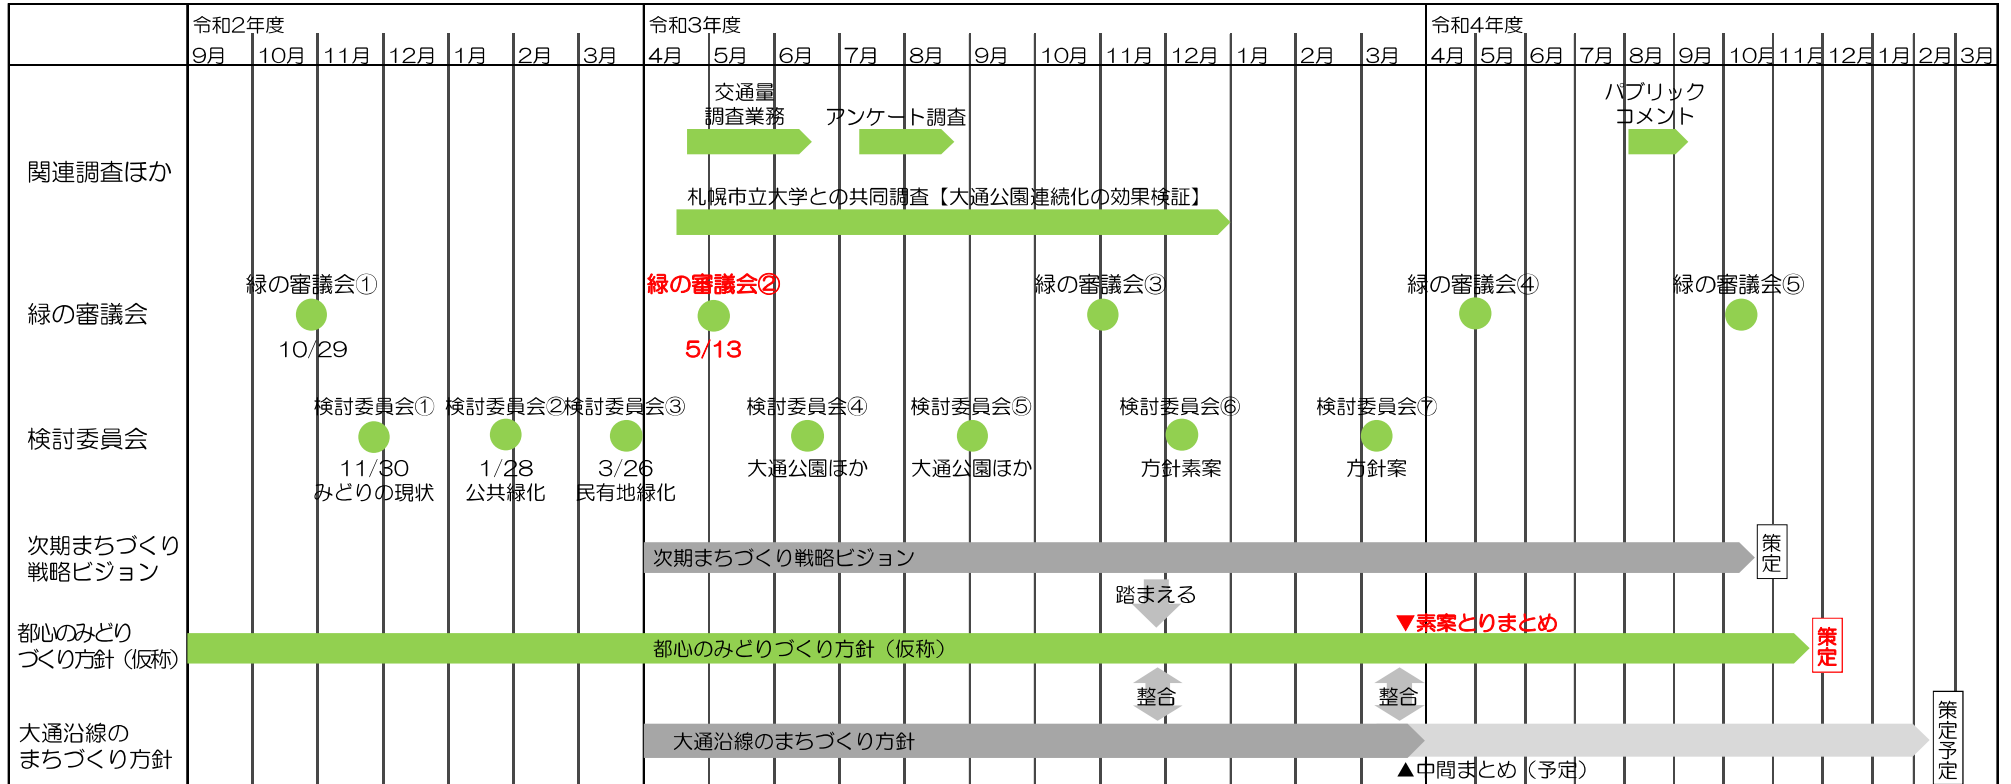 令和2年度
令和3年度
令和4年度
9月 10月 11月 12月 1月 2月 3月 4月 5月 6月 7月 8月 9月 10月 11月 12月 1月 2月 3月 4月 5月 6月 7月 8月 9月 10月 11月 12月 1月 2月 3月
関連調査ほか
交通量
調査業務
アンケート調査
パブリック
コメント
札幌市立大学との共同調査【大通公園連続化の効果検証】
緑の審議会
緑の審議会①
10/29
緑の審議会②
5/13
緑の審議会③
緑の審議会④
緑の審議会⑤
検討委員会
検討委員会①
11/30
みどりの現状
検討委員会②
1/28
公共緑化
検討委員会③
3/26
民有地緑化
検討委員会④
大通公園ほか
検討委員会⑤
大通公園ほか
検討委員会⑥
方針素案
検討委員会⑦
方針案
次期まちづくり
戦略ビジョン
次期まちづくり戦略ビジョン
策定
踏まえる
都心のみどり
づくり方針（仮称）
都心のみどりづくり方針（仮称）
▼素案とりまとめ
策定
整合
整合
大通沿線の
まちづくり方針
大通沿線のまちづくり方針
▲中間まとめ（予定）
策定予定